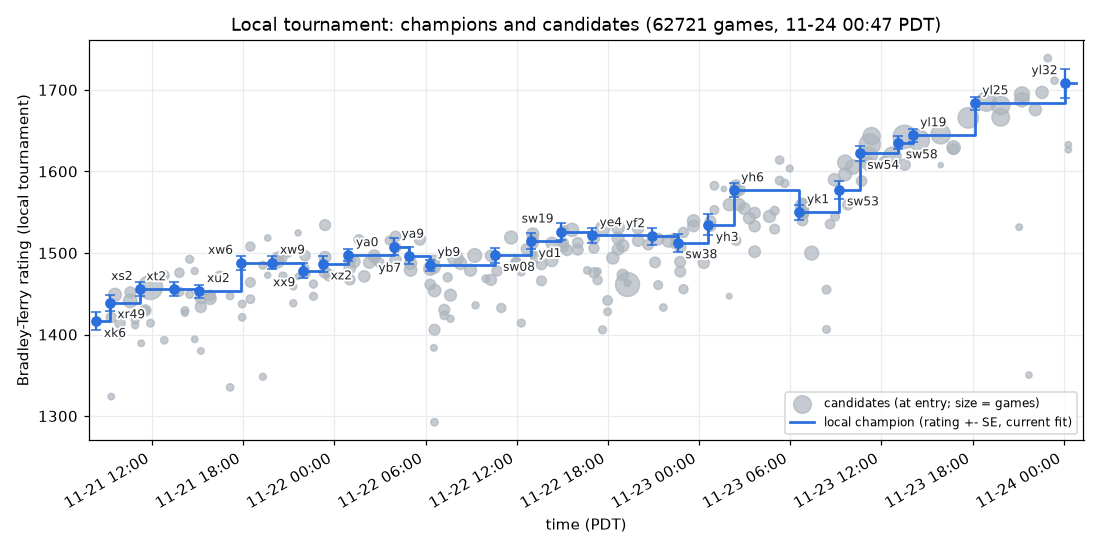 Local tournament: champions and candidates (62721 games, 11-24 00:47 PDT)
Bradley-Terry rating (local tournament)
1700
1600
1500
1400
1300
xk6
xr49
xs2
xt2
xu2
xw6
xw9
xx9
xz2
ya0
yb7
ya9
yb9
sw08
sw19
yd1
ye4
yf2
sw38
yh3
yh6
yk1
sw53
sw54
sw58
yl19
yl25
yl32
candidates (at entry; size = games)
local champion (rating +- SE, current fit)
11-21 12:00
11-21 18:00
11-22 00:00
11-22 06:00
11-22 12:00
11-22 18:00
11-23 00:00
11-23 06:00
11-23 12:00
11-23 18:00
11-24 00:00
time (PDT)